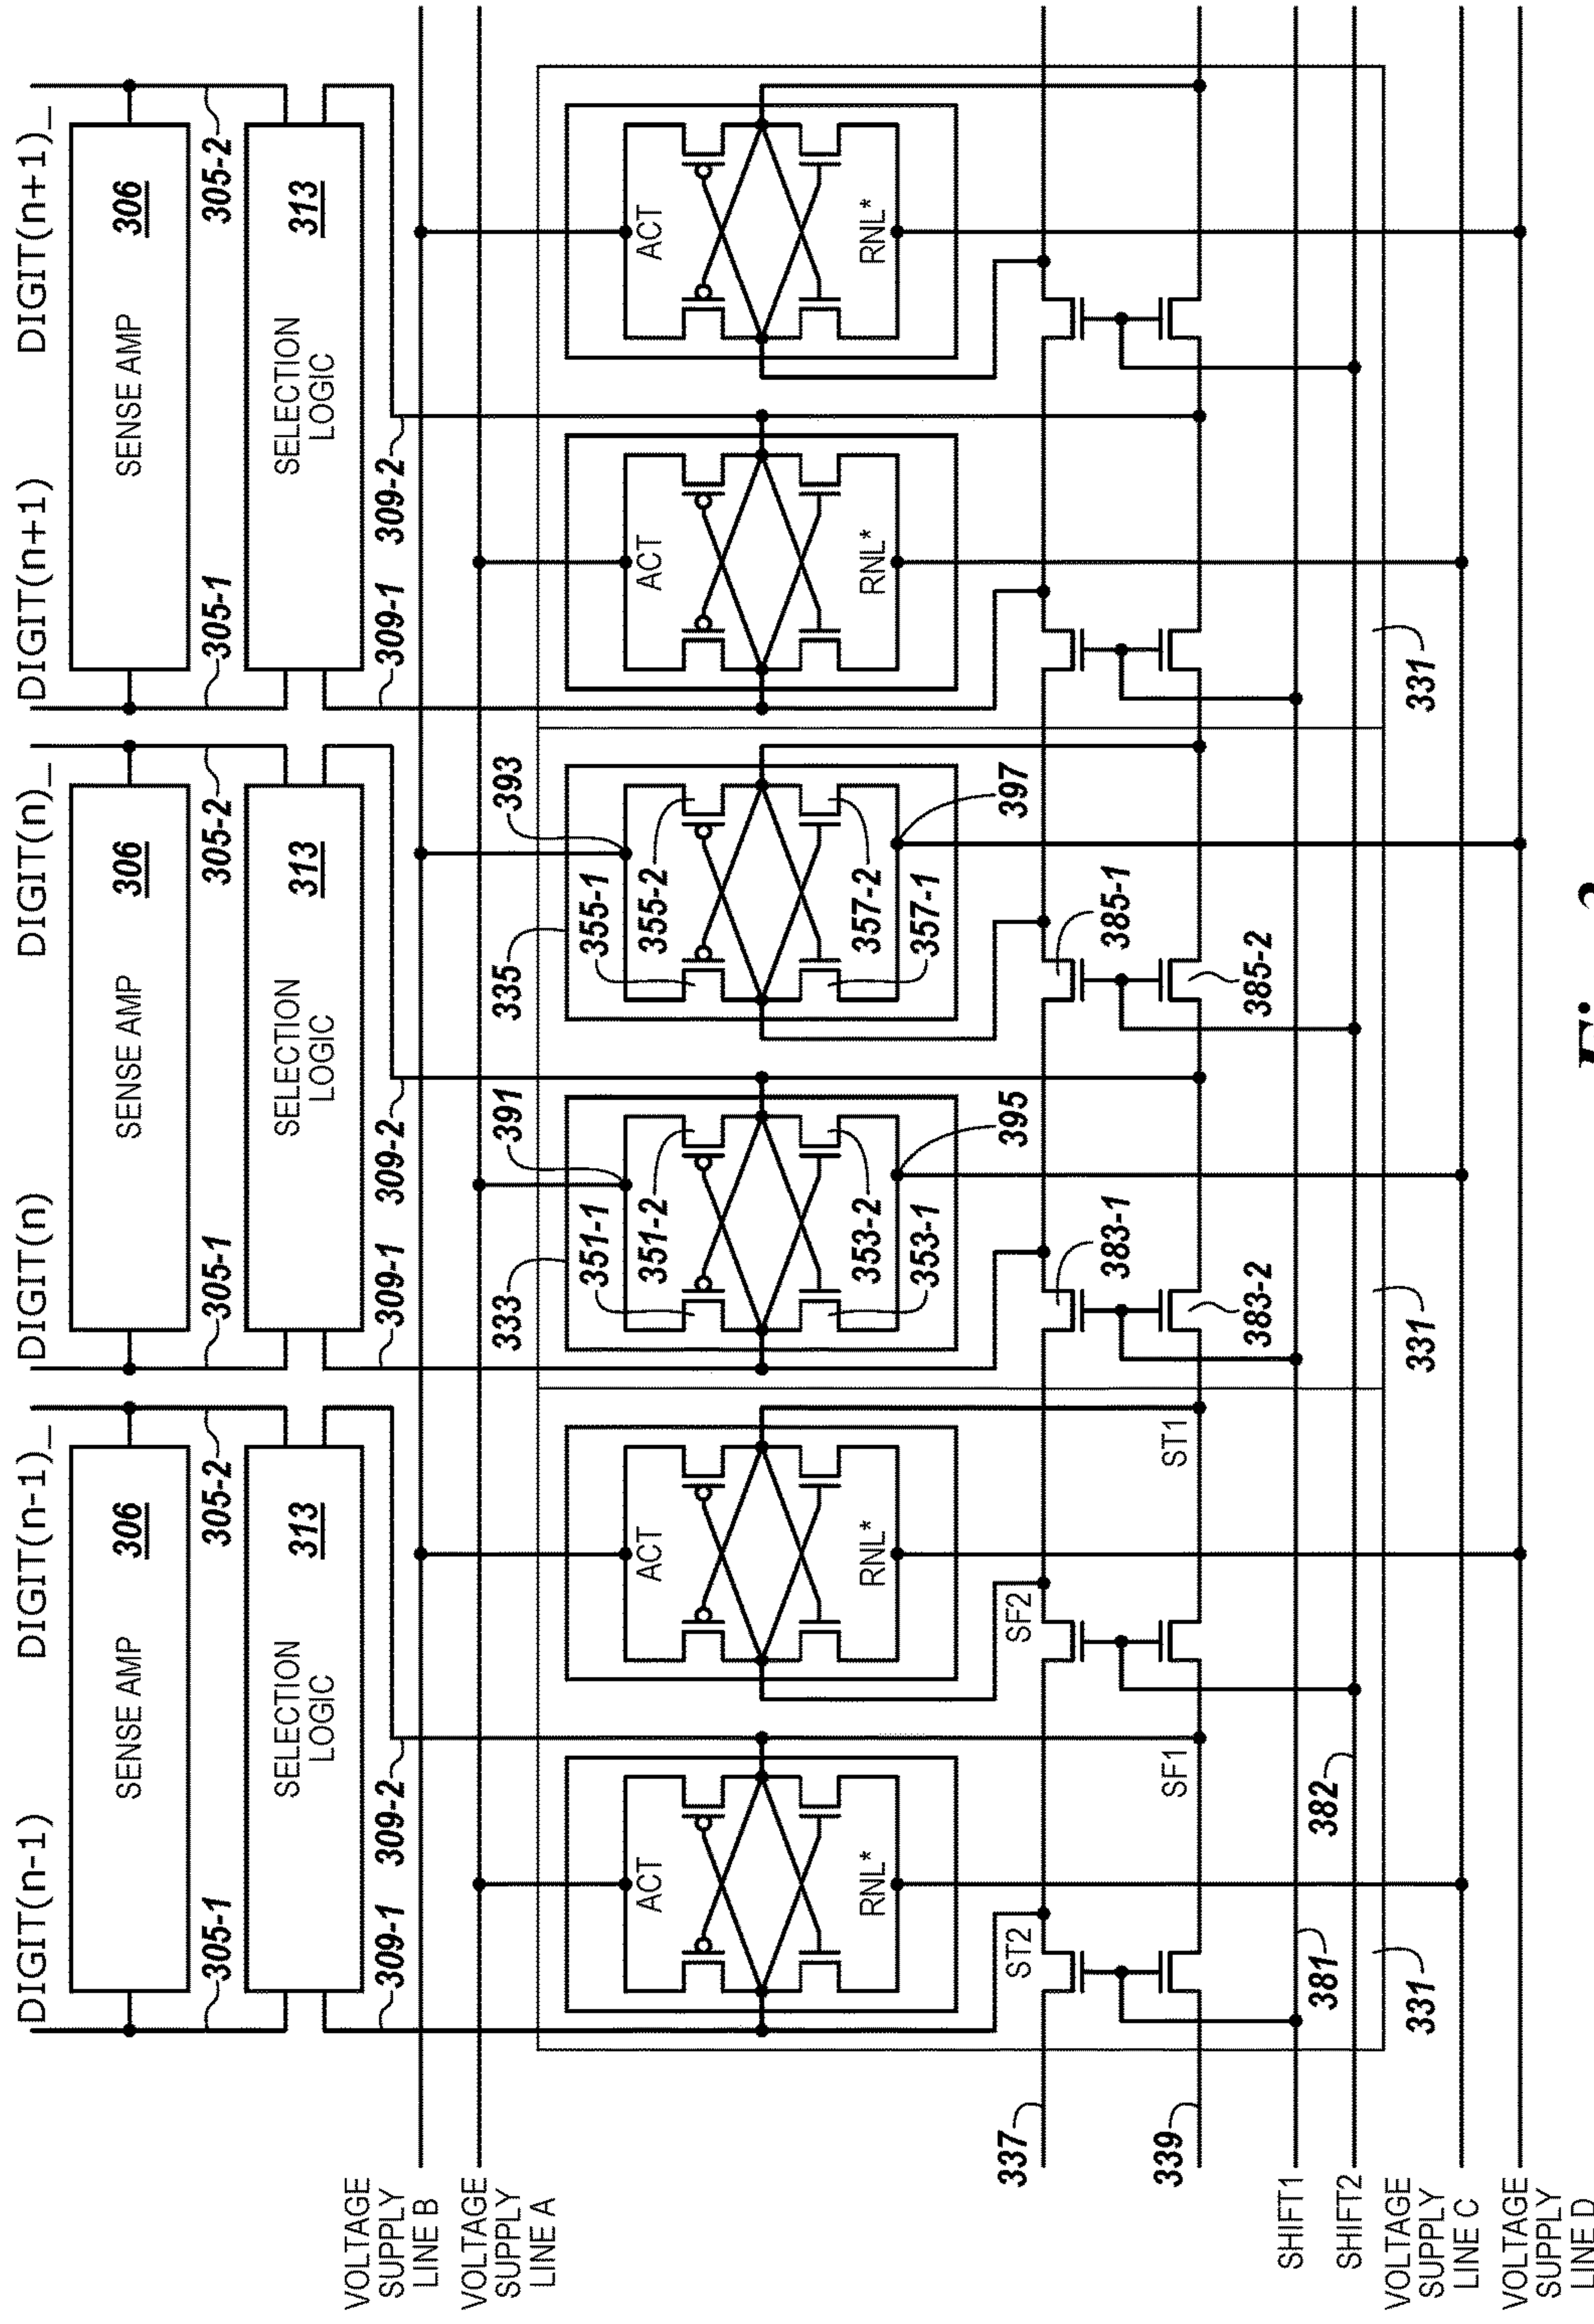 DIGIT(n-1)
DIGIT(n-1)_
DIGIT(n)
DIGIT(n)_
DIGIT(n+1)
DIGIT(n+1)_
SENSE AMP
306
SENSE AMP
306
SENSE AMP
306
305-1
305-2
305-1
305-2
305-1
305-2
SELECTION
LOGIC
313
SELECTION
LOGIC
313
SELECTION
LOGIC
313
309-1
309-2
309-1
309-2
309-1
309-2
VOLTAGE
SUPPLY
LINE B
VOLTAGE
SUPPLY
LINE A
333
391
335
393
351-1
351-2
355-1
355-2
ACT
ACT
ACT
ACT
353-2
353-1
357-2
357-1
RNL*
RNL*
RNL*
RNL*
395
397
337
ST2
SF2
383-1
385-1
339
SF1
ST1
383-2
385-2
SHIFT1
381
SHIFT2
382
331
331
331
VOLTAGE
SUPPLY
LINE C
VOLTAGE
SUPPLY
LINE D